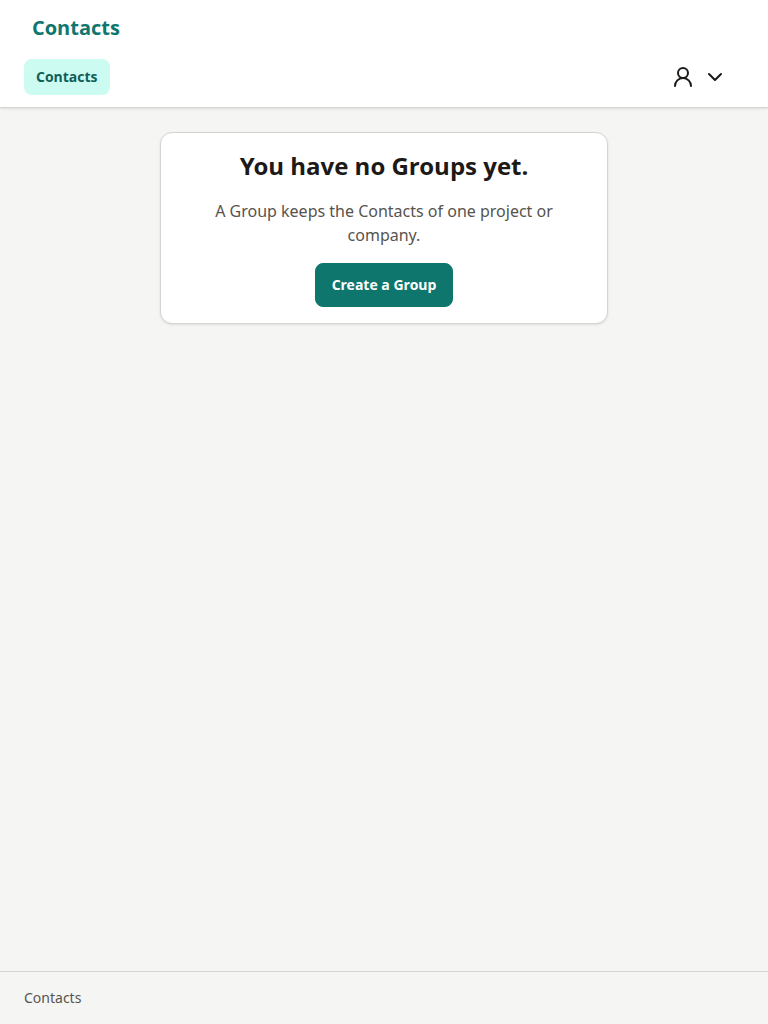 Contacts
Contacts
You have no Groups yet.
A Group keeps the Contacts of one project or
company.
Create a Group
Contacts